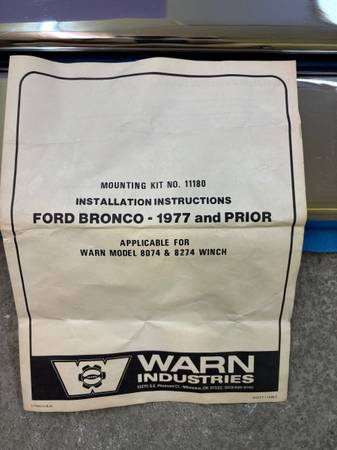 MOUNTING KIT NO. 11180
INSTALLATION INSTRUCTIONS
FORD BRONCO - 1977 and PRIOR
APPLICABLE FOR
WARN MODEL 8074 & 8274 WINCH
WARN
INDUSTRIES